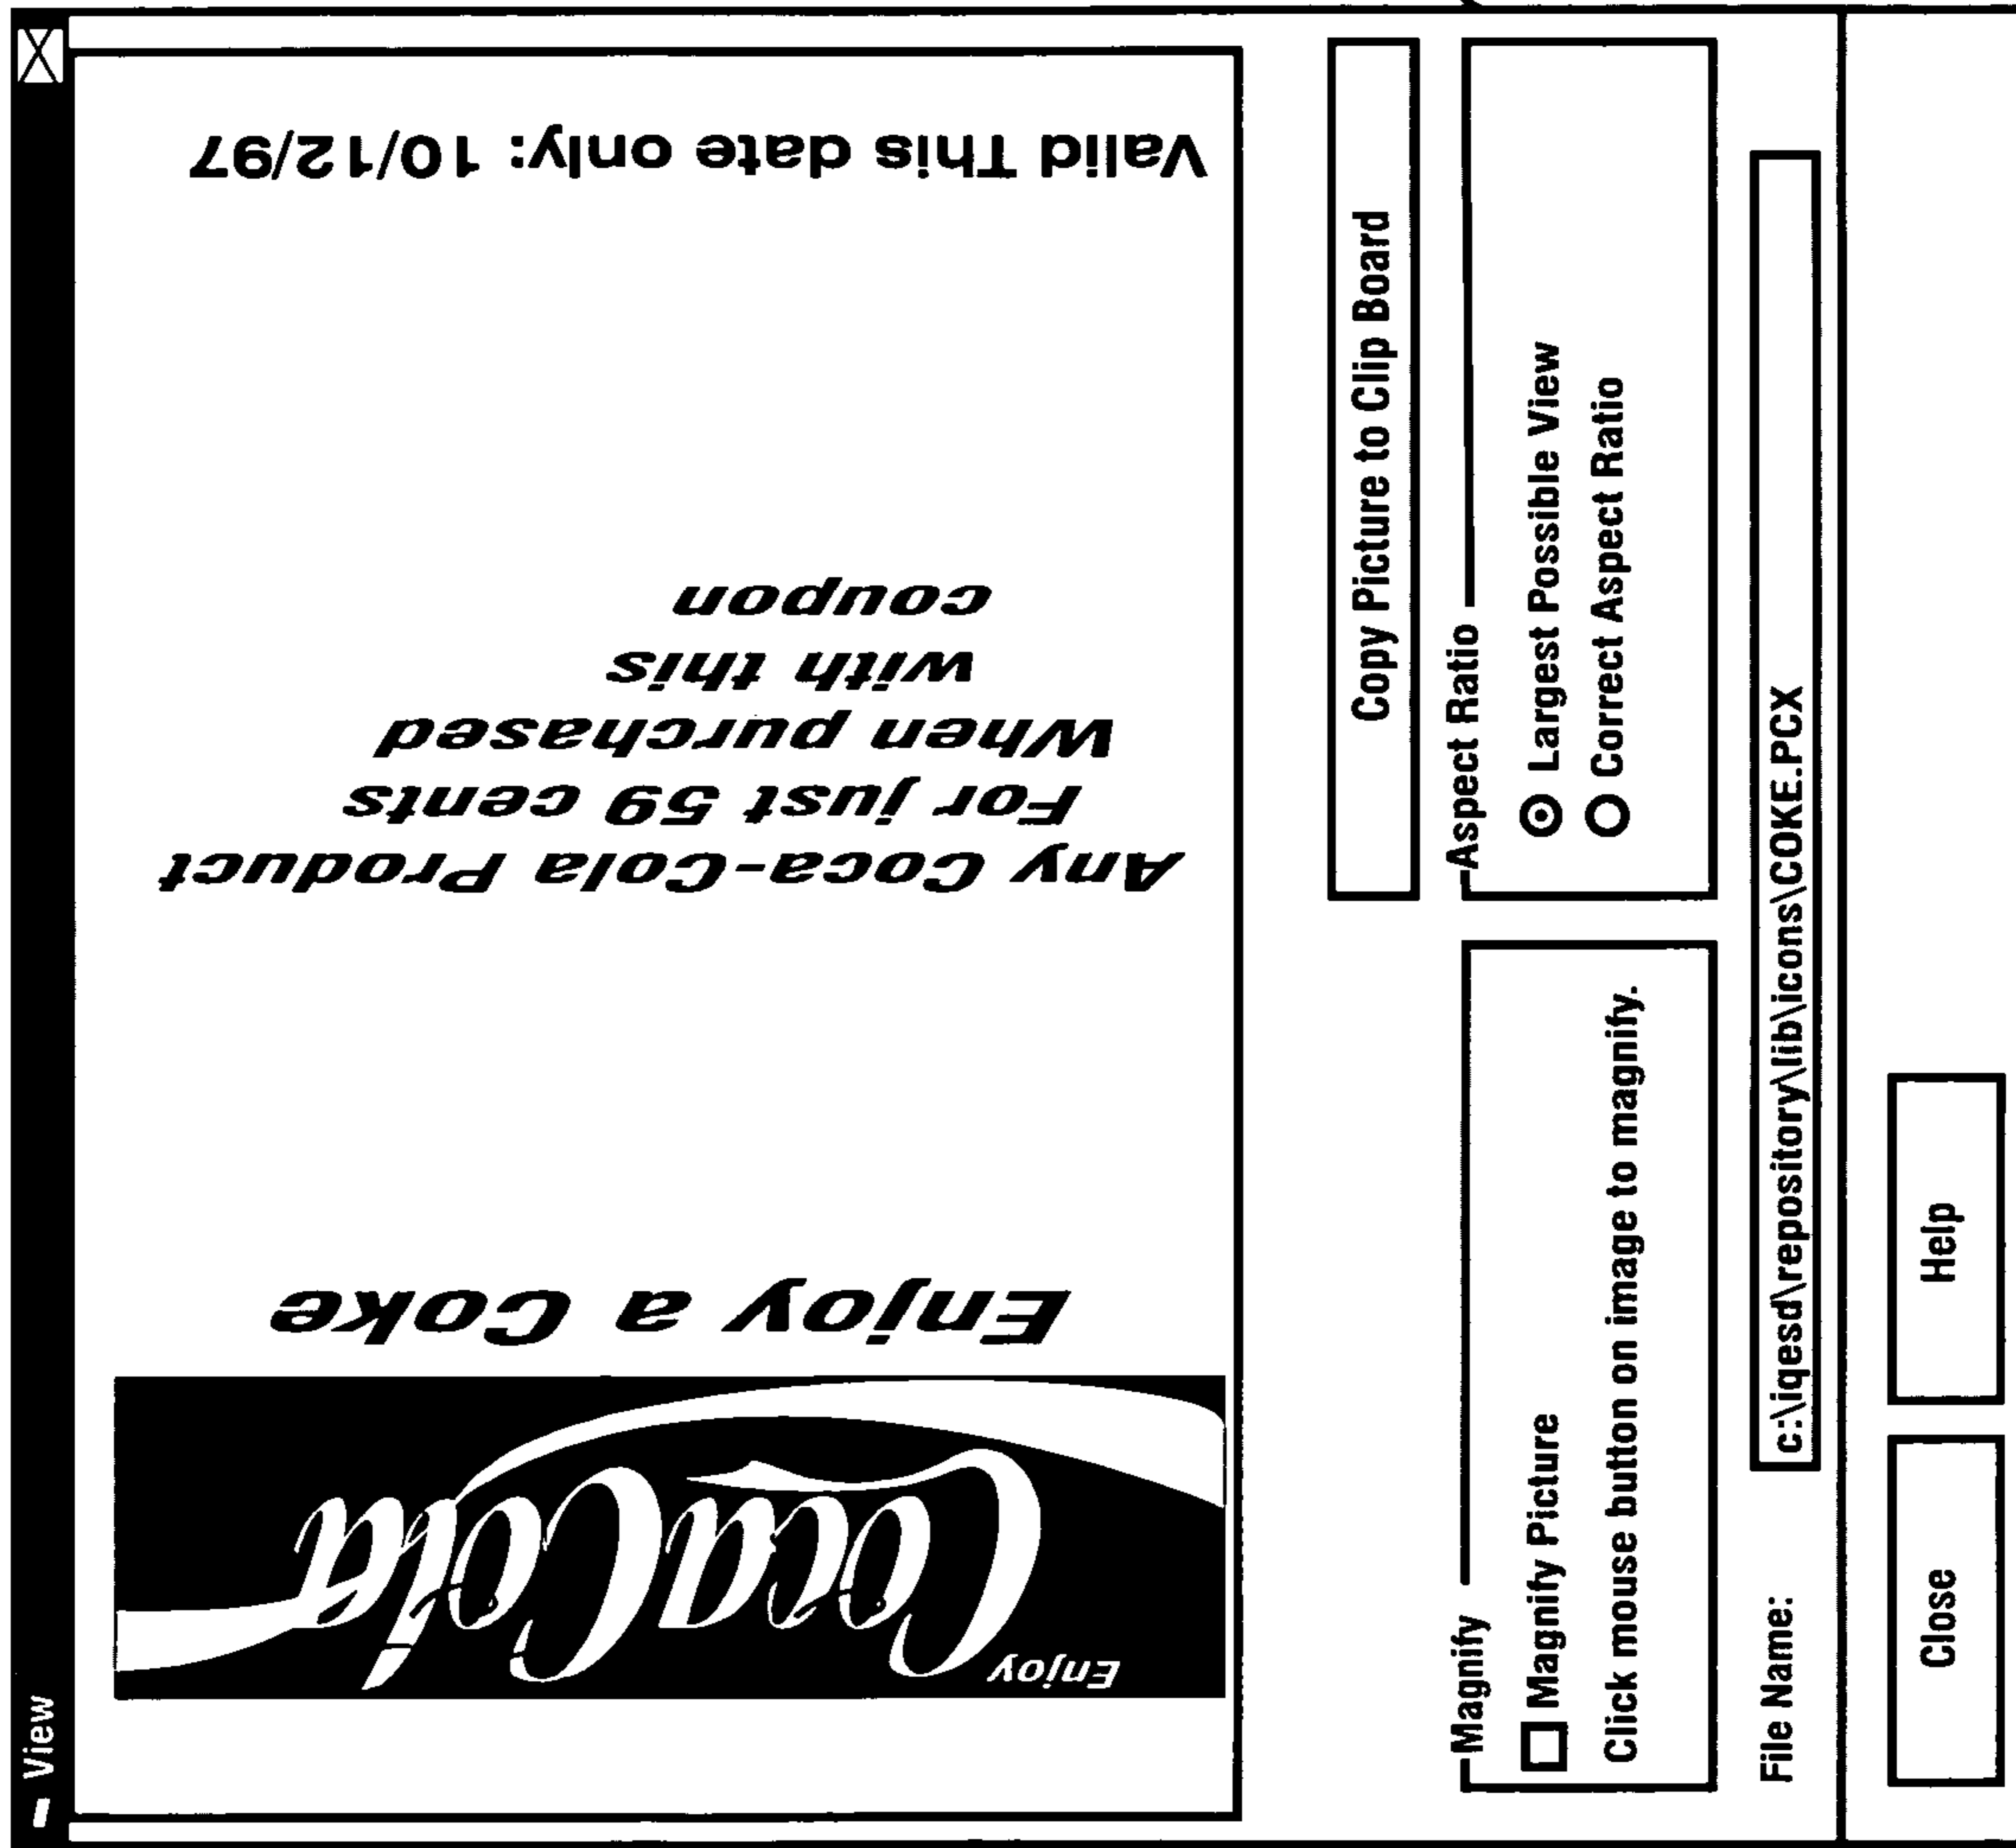 View
Enjoy
Coca-Cola
Enjoy a Coke
Any Coca-Cola Product
For just 59 cents
When purchased
with this
coupon
Valid This date only: 10/12/97
Copy Picture to Clip Board
Magnify
Magnify Picture
Click mouse button on image to magnify.
Aspect Ratio
Largest Possible View
Correct Aspect Ratio
File Name:
c:\iqesd\repository\lib\icons\COKE.PCX
Close
Help